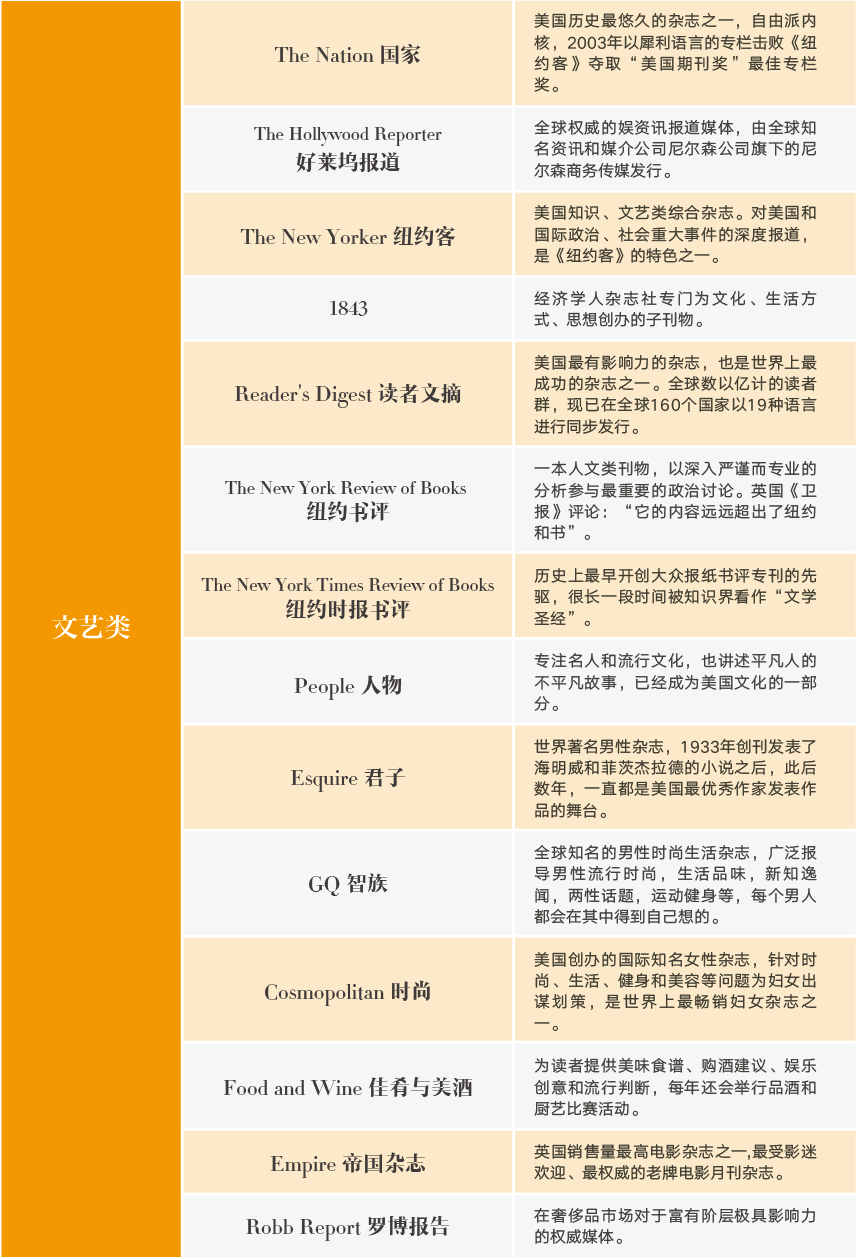 文艺类
The Nation 国家
美国历史最悠久的杂志之一，自由派内
核，2003年以犀利语言的专栏击败《纽
约客》夺取“美国期刊奖”最佳专栏
奖。
The Hollywood Reporter
好莱坞报道
全球权威的娱资讯报道媒体，由全球知
名资讯和媒介公司尼尔森公司旗下的尼
尔森商务传媒发行。
The New Yorker 纽约客
美国知识、文艺类综合杂志。对美国和
国际政治、社会重大事件的深度报道，
是《纽约客》的特色之一。
1843
经济学人杂志社专门为文化、生活方
式、思想创办的子刊物。
Reader's Digest 读者文摘
美国最有影响力的杂志，也是世界上最
成功的杂志之一。全球数以亿计的读者
群，现已在全球160个国家以19种语言
进行同步发行。
The New York Review of Books
纽约书评
一本人文类刊物，以深入严谨而专业的
分析参与最重要的政治讨论。英国《卫
报》评论：“它的内容远远超出了纽约
和书”。
The New York Times Review of Books
纽约时报书评
历史上最早开创大众报纸书评专刊的先
驱，很长一段时间被知识界看作“文学
圣经”。
People 人物
专注名人和流行文化，也讲述平凡人的
不平凡故事，已经成为美国文化的一部
分。
Esquire 君子
世界著名男性杂志，1933年创刊发表了
海明威和菲茨杰拉德的小说之后，此后
数年，一直都是美国最优秀作家发表作
品的舞台。
GQ 智族
全球知名的男性时尚生活杂志，广泛报
导男性流行时尚，生活品味，新知逸
闻，两性话题，运动健身等，每个男人
都会在其中得到自己想的。
Cosmopolitan 时尚
美国创办的国际知名女性杂志，针对时
尚、生活、健身和美容等问题为妇女出
谋划策，是世界上最畅销妇女杂志之
一。
Food and Wine 佳肴与美酒
为读者提供美味食谱、购酒建议、娱乐
创意和流行判断，每年还会举行品酒和
厨艺比赛活动。
Empire 帝国杂志
英国销售量最高电影杂志之一,最受影迷
欢迎、最权威的老牌电影月刊杂志。
Robb Report 罗博报告
在奢侈品市场对于富有阶层极具影响力
的权威媒体。